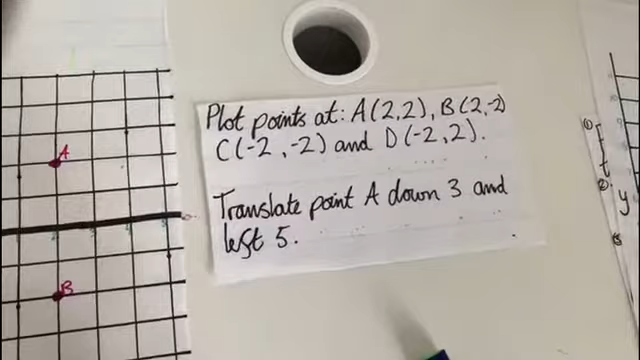 Plot points at: A(2,2), B(2,-2)
C(-2,-2) and D(-2,2).
Translate point A down 3 and
left 5.
A
B
y